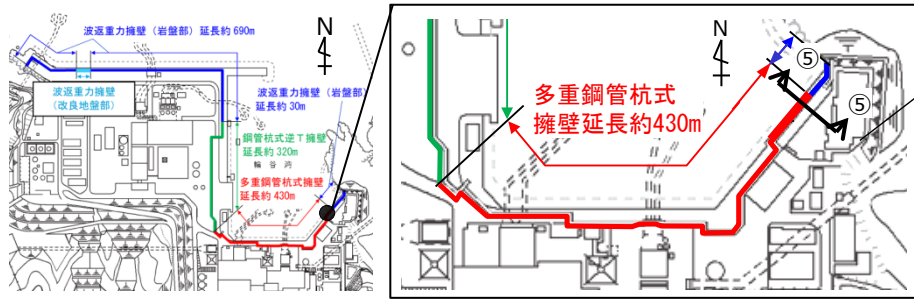 波返重力擁壁（岩盤部）延長約690m
N
波返重力擁壁
（改良地盤部）
波返重力擁壁（岩盤部）
延長約30m
鋼管杭式逆T擁壁
延長約320m
輪谷湾
多重鋼管杭式擁壁
延長約430m
N
⑤
⑤
多重鋼管杭式
擁壁延長約430m